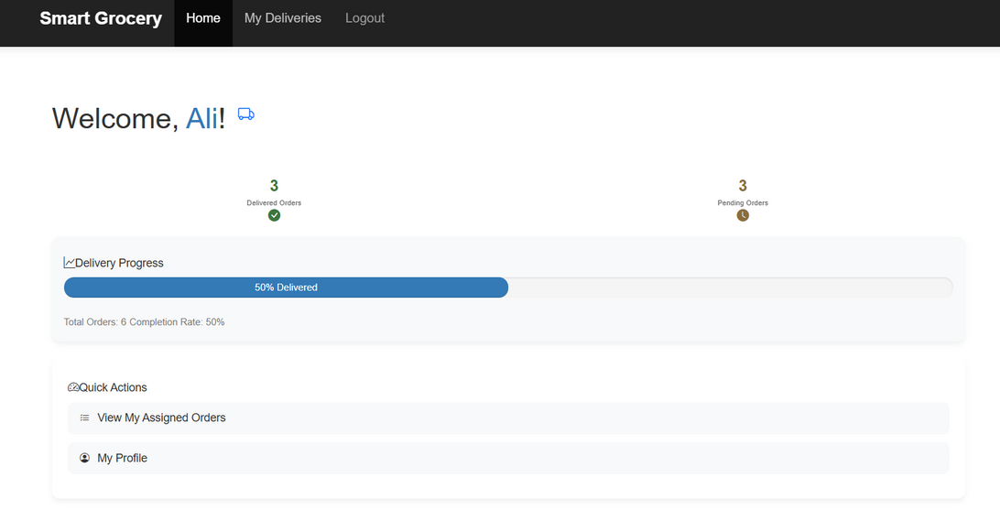 Smart Grocery Home My Deliveries Logout
Welcome, Ali!
3 3
Delivered Orders Pending Orders
Delivery Progress
50% Delivered
Total Orders: 6 Completion Rate: 50%
Quick Actions
View My Assigned Orders
My Profile